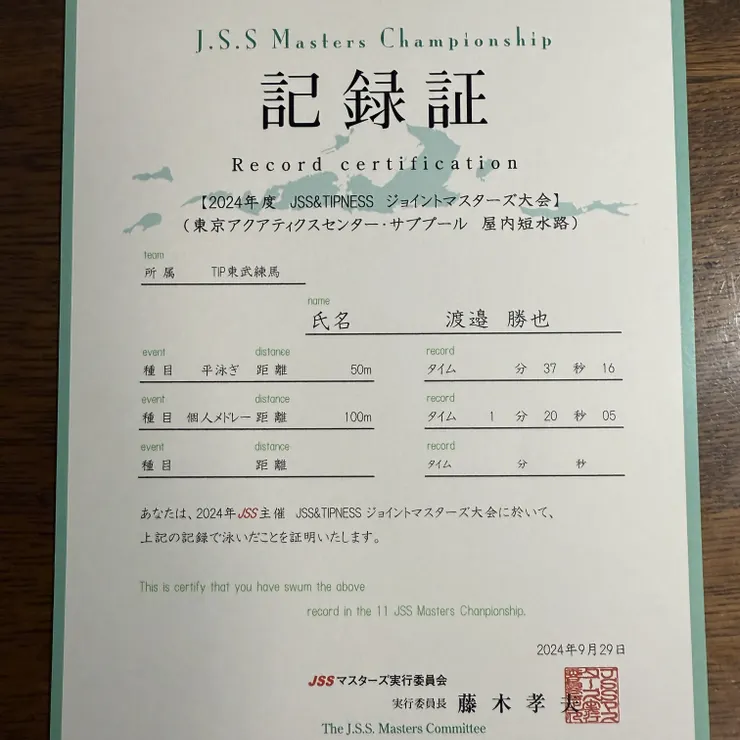 J.S.S Masters Championship
記録証
Record certification
【2024年度 JSS&TIPNESS ジョイントマスターズ大会】
（東京アクアティクスセンター・サブプール 屋内短水路）
team
所属 TIP東武練馬
name
氏名 渡邉 勝也
event distance record
種目 平泳ぎ 距離 50m タイム 分 37 秒 16
event distance record
種目 個人メドレー 距離 100m タイム 1 分 20 秒 05
event distance record
種目 距離 タイム 分 秒
あなたは、2024年JSS主催 JSS&TIPNESS ジョイントマスターズ大会に於いて、
上記の記録で泳いだことを証明いたします。
This is certify that you have swum the above
record in the 11 JSS Masters Chanpionship.
2024年9月29日
JSSマスターズ実行委員会
実行委員長 藤木孝夫
The J.S.S. Masters Committee